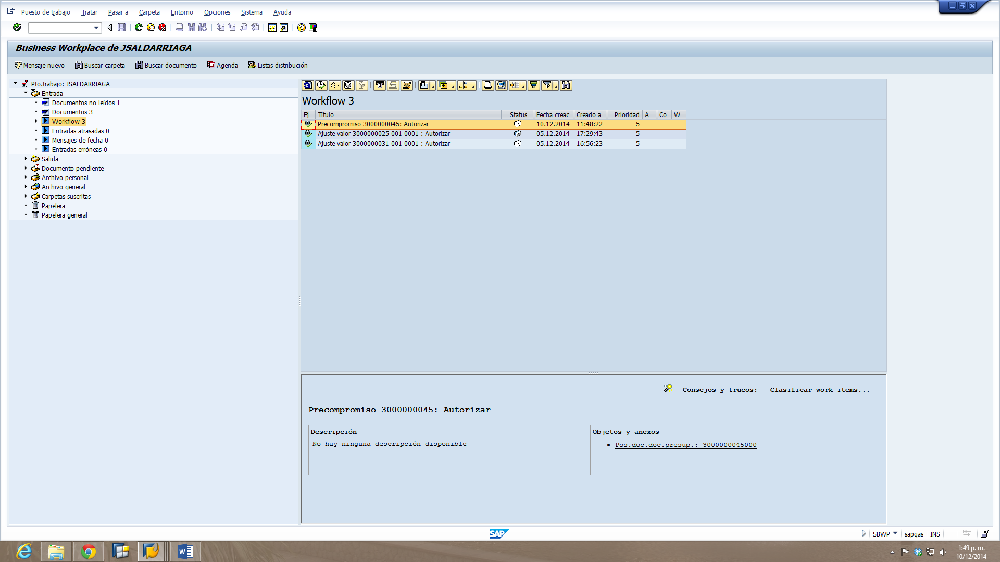 Puesto de trabajo Tratar Pasar a Carpeta Entorno Opciones Sistema Ayuda
Business Workplace de JSALDARRIAGA
Mensaje nuevo Buscar carpeta Buscar documento Agenda Listas distribución
Pto.trabajo: JSALDARRIAGA
Entrada
Documentos no leídos 1
Documentos 3
Workflow 3
Entradas atrasadas 0
Mensajes de fecha 0
Entradas erróneas 0
Salida
Documento pendiente
Archivo personal
Archivo general
Carpetas suscritas
Papelera
Papelera general
Workflow 3
Ej... Título Status Fecha creac... Creado a... Prioridad A... Co... W...
Precompromiso 3000000045: Autorizar 10.12.2014 11:48:22 5
Ajuste valor 3000000025 001 0001 : Autorizar 05.12.2014 17:29:43 5
Ajuste valor 3000000031 001 0001 : Autorizar 05.12.2014 16:56:23 5
Consejos y trucos: Clasificar work items...
Precompromiso 3000000045: Autorizar
Descripción
No hay ninguna descripción disponible
Objetos y anexos
Pos.doc.doc.presup.: 3000000045000
SAP
SBWP sapqas INS
1:49 p. m.
10/12/2014